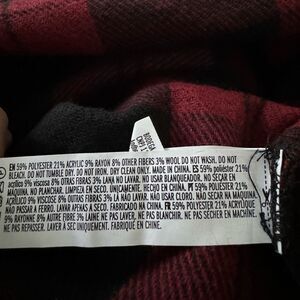 EN 59% POLYESTER 21% ACRYLIC 9% RAYON 8% OTHER FIBERS 3% WOOL DO NOT WASH. DO NOT
BLEACH. DO NOT TUMBLE DRY. DO NOT IRON. DRY CLEAN ONLY. MADE IN CHINA. ES 59% poliéster 21%
acrílico 9% viscosa 8% OUTRAS FIBRAS 3% LANA NO LAVAR. NO USAR BLANQUEADOR. NO SECAR EN
MAQUINA. NO PLANCHAR. LIMPIEZA EN SECO. ÚNICAMENTE. HECHO EN CHINA. PT 59% POLIÉSTER 21%
ACRÍLICO 9% VISCOSA 8% OUTRAS FIBRAS 3% LÃ NÃO LAVAR. NÃO USAR CLORO. NÃO SECAR NA MÁQUINA
NÃO PASSAR A FERRO. LAVAR A SECO APENAS. FABRICADO NA CHINA. FR 59% POLYESTER 21% ACRYLIQUE
9% RAYONNE 8% AUTRE FIBRE 3% LAINE NE PAS LAVER. NE PAS BLANCHIR. NE PAS SÉCHER EN MACHINE.
NE PAS REPASSER. LAVER À SEC UNIQUEMENT. FABRIQUÉ EN CHINE.